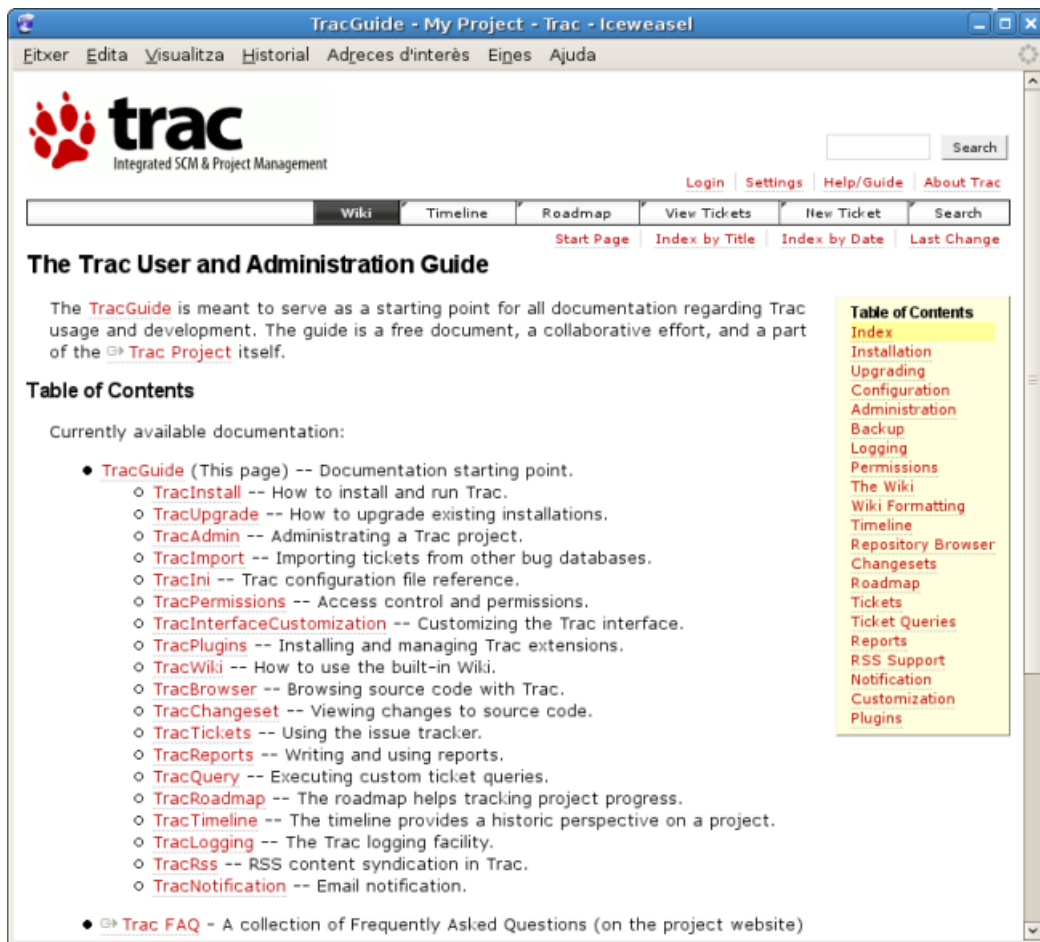 TracGuide - My Project - Trac - Iceweasel
Fitxer Edita Visualitza Historial Adreces d'interès Eines Ajuda
trac
Integrated SCM & Project Management
Search
Login Settings Help/Guide About Trac
Wiki Timeline Roadmap View Tickets New Ticket Search
Start Page Index by Title Index by Date Last Change
The Trac User and Administration Guide
The TracGuide is meant to serve as a starting point for all documentation regarding Trac
usage and development. The guide is a free document, a collaborative effort, and a part
of the Trac Project itself.
Table of Contents
Currently available documentation:
TracGuide (This page) -- Documentation starting point.
TracInstall -- How to install and run Trac.
TracUpgrade -- How to upgrade existing installations.
TracAdmin -- Administrating a Trac project.
TracImport -- Importing tickets from other bug databases.
TracIni -- Trac configuration file reference.
TracPermissions -- Access control and permissions.
TracInterfaceCustomization -- Customizing the Trac interface.
TracPlugins -- Installing and managing Trac extensions.
TracWiki -- How to use the built-in Wiki.
TracBrowser -- Browsing source code with Trac.
TracChangeset -- Viewing changes to source code.
TracTickets -- Using the issue tracker.
TracReports -- Writing and using reports.
TracQuery -- Executing custom ticket queries.
TracRoadmap -- The roadmap helps tracking project progress.
TracTimeline -- The timeline provides a historic perspective on a project.
TracLogging -- The Trac logging facility.
TracRss -- RSS content syndication in Trac.
TracNotification -- Email notification.
Trac FAQ - A collection of Frequently Asked Questions (on the project website)
Table of Contents
Index
Installation
Upgrading
Configuration
Administration
Backup
Logging
Permissions
The Wiki
Wiki Formatting
Timeline
Repository Browser
Changesets
Roadmap
Tickets
Ticket Queries
Reports
RSS Support
Notification
Customization
Plugins